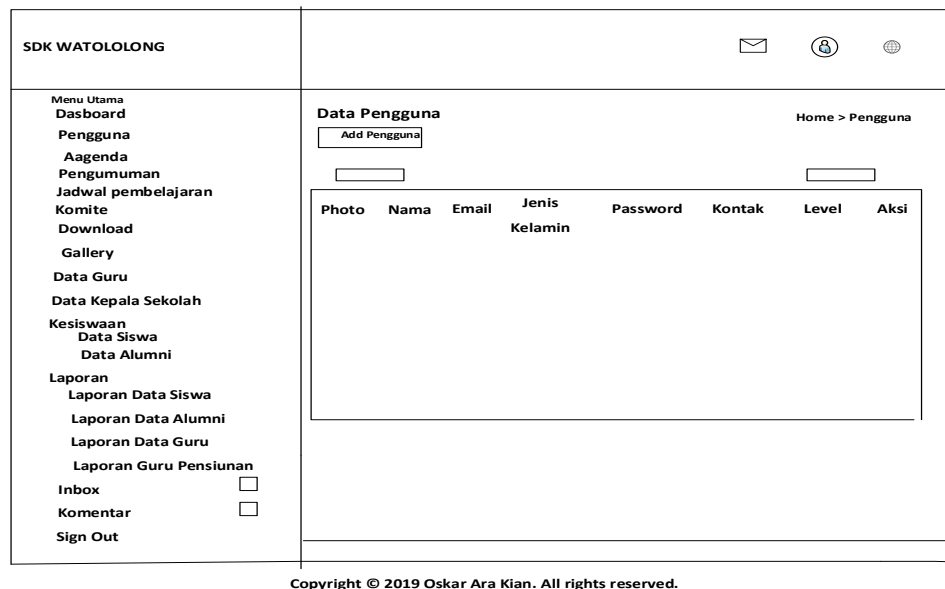 SDK WATOLOLONG
Menu Utama
Dasboard
Pengguna
Aagenda
Pengumuman
Jadwal pembelajaran
Komite
Download
Gallery
Data Guru
Data Kepala Sekolah
Kesiswaan
Data Siswa
Data Alumni
Laporan
Laporan Data Siswa
Laporan Data Alumni
Laporan Data Guru
Laporan Guru Pensiunan
Inbox
Komentar
Sign Out
Data Pengguna
Home > Pengguna
Add Pengguna
Photo Nama Email Jenis Kelamin Password Kontak Level Aksi
Copyright © 2019 Oskar Ara Kian. All rights reserved.